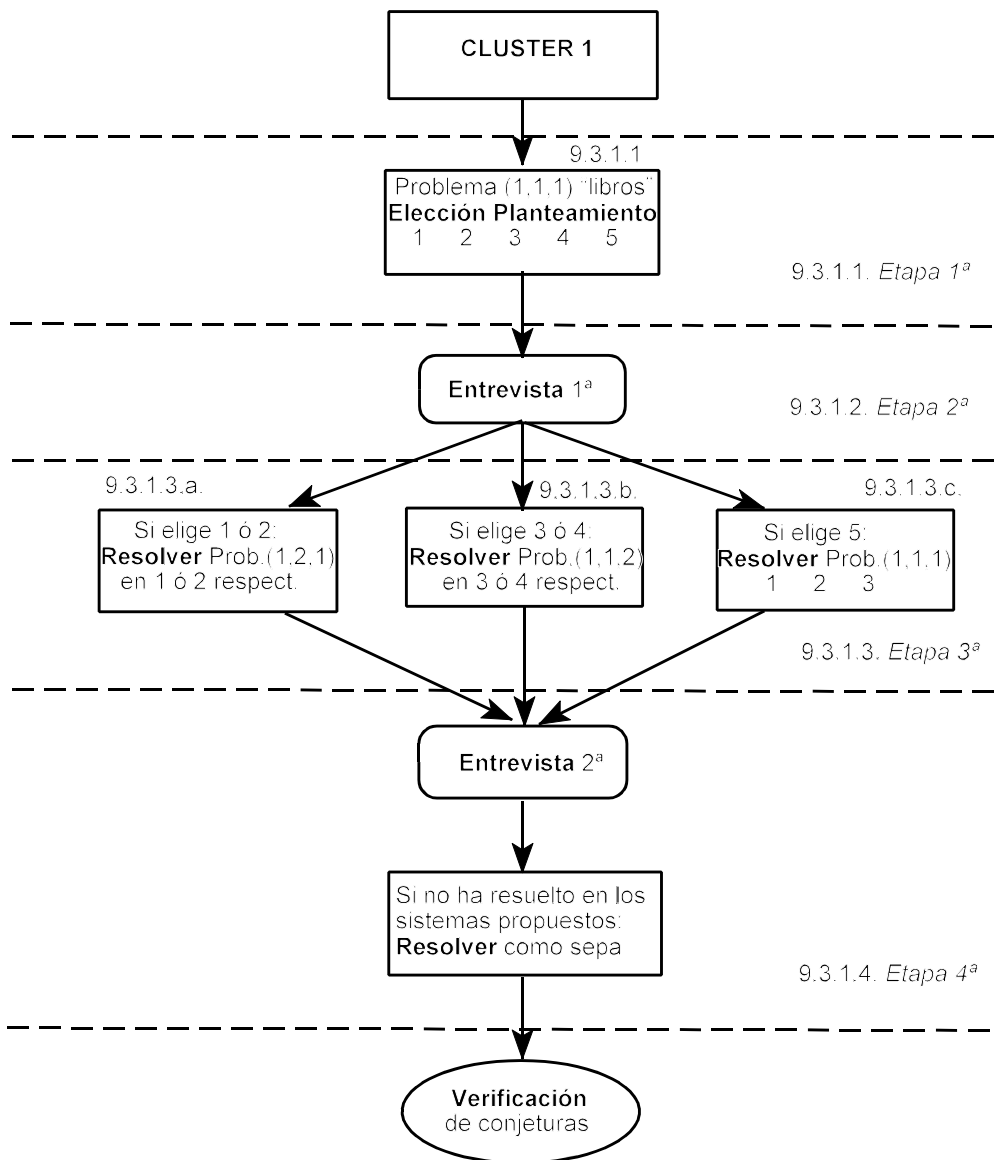 CLUSTER 1
9.3.1.1
Problema (1,1,1) "libros"
Elección Planteamiento
1 2 3 4 5
9.3.1.1. Etapa 1ª
Entrevista 1ª
9.3.1.2. Etapa 2ª
9.3.1.3.a.
9.3.1.3.b.
9.3.1.3.c.
Si elige 1 ó 2:
Resolver Prob.(1,2,1)
en 1 ó 2 respect.
Si elige 3 ó 4:
Resolver Prob.(1,1,2)
en 3 ó 4 respect.
Si elige 5:
Resolver Prob.(1,1,1)
1 2 3
9.3.1.3. Etapa 3ª
Entrevista 2ª
Si no ha resuelto en los
sistemas propuestos:
Resolver como sepa
9.3.1.4. Etapa 4ª
Verificación
de conjeturas